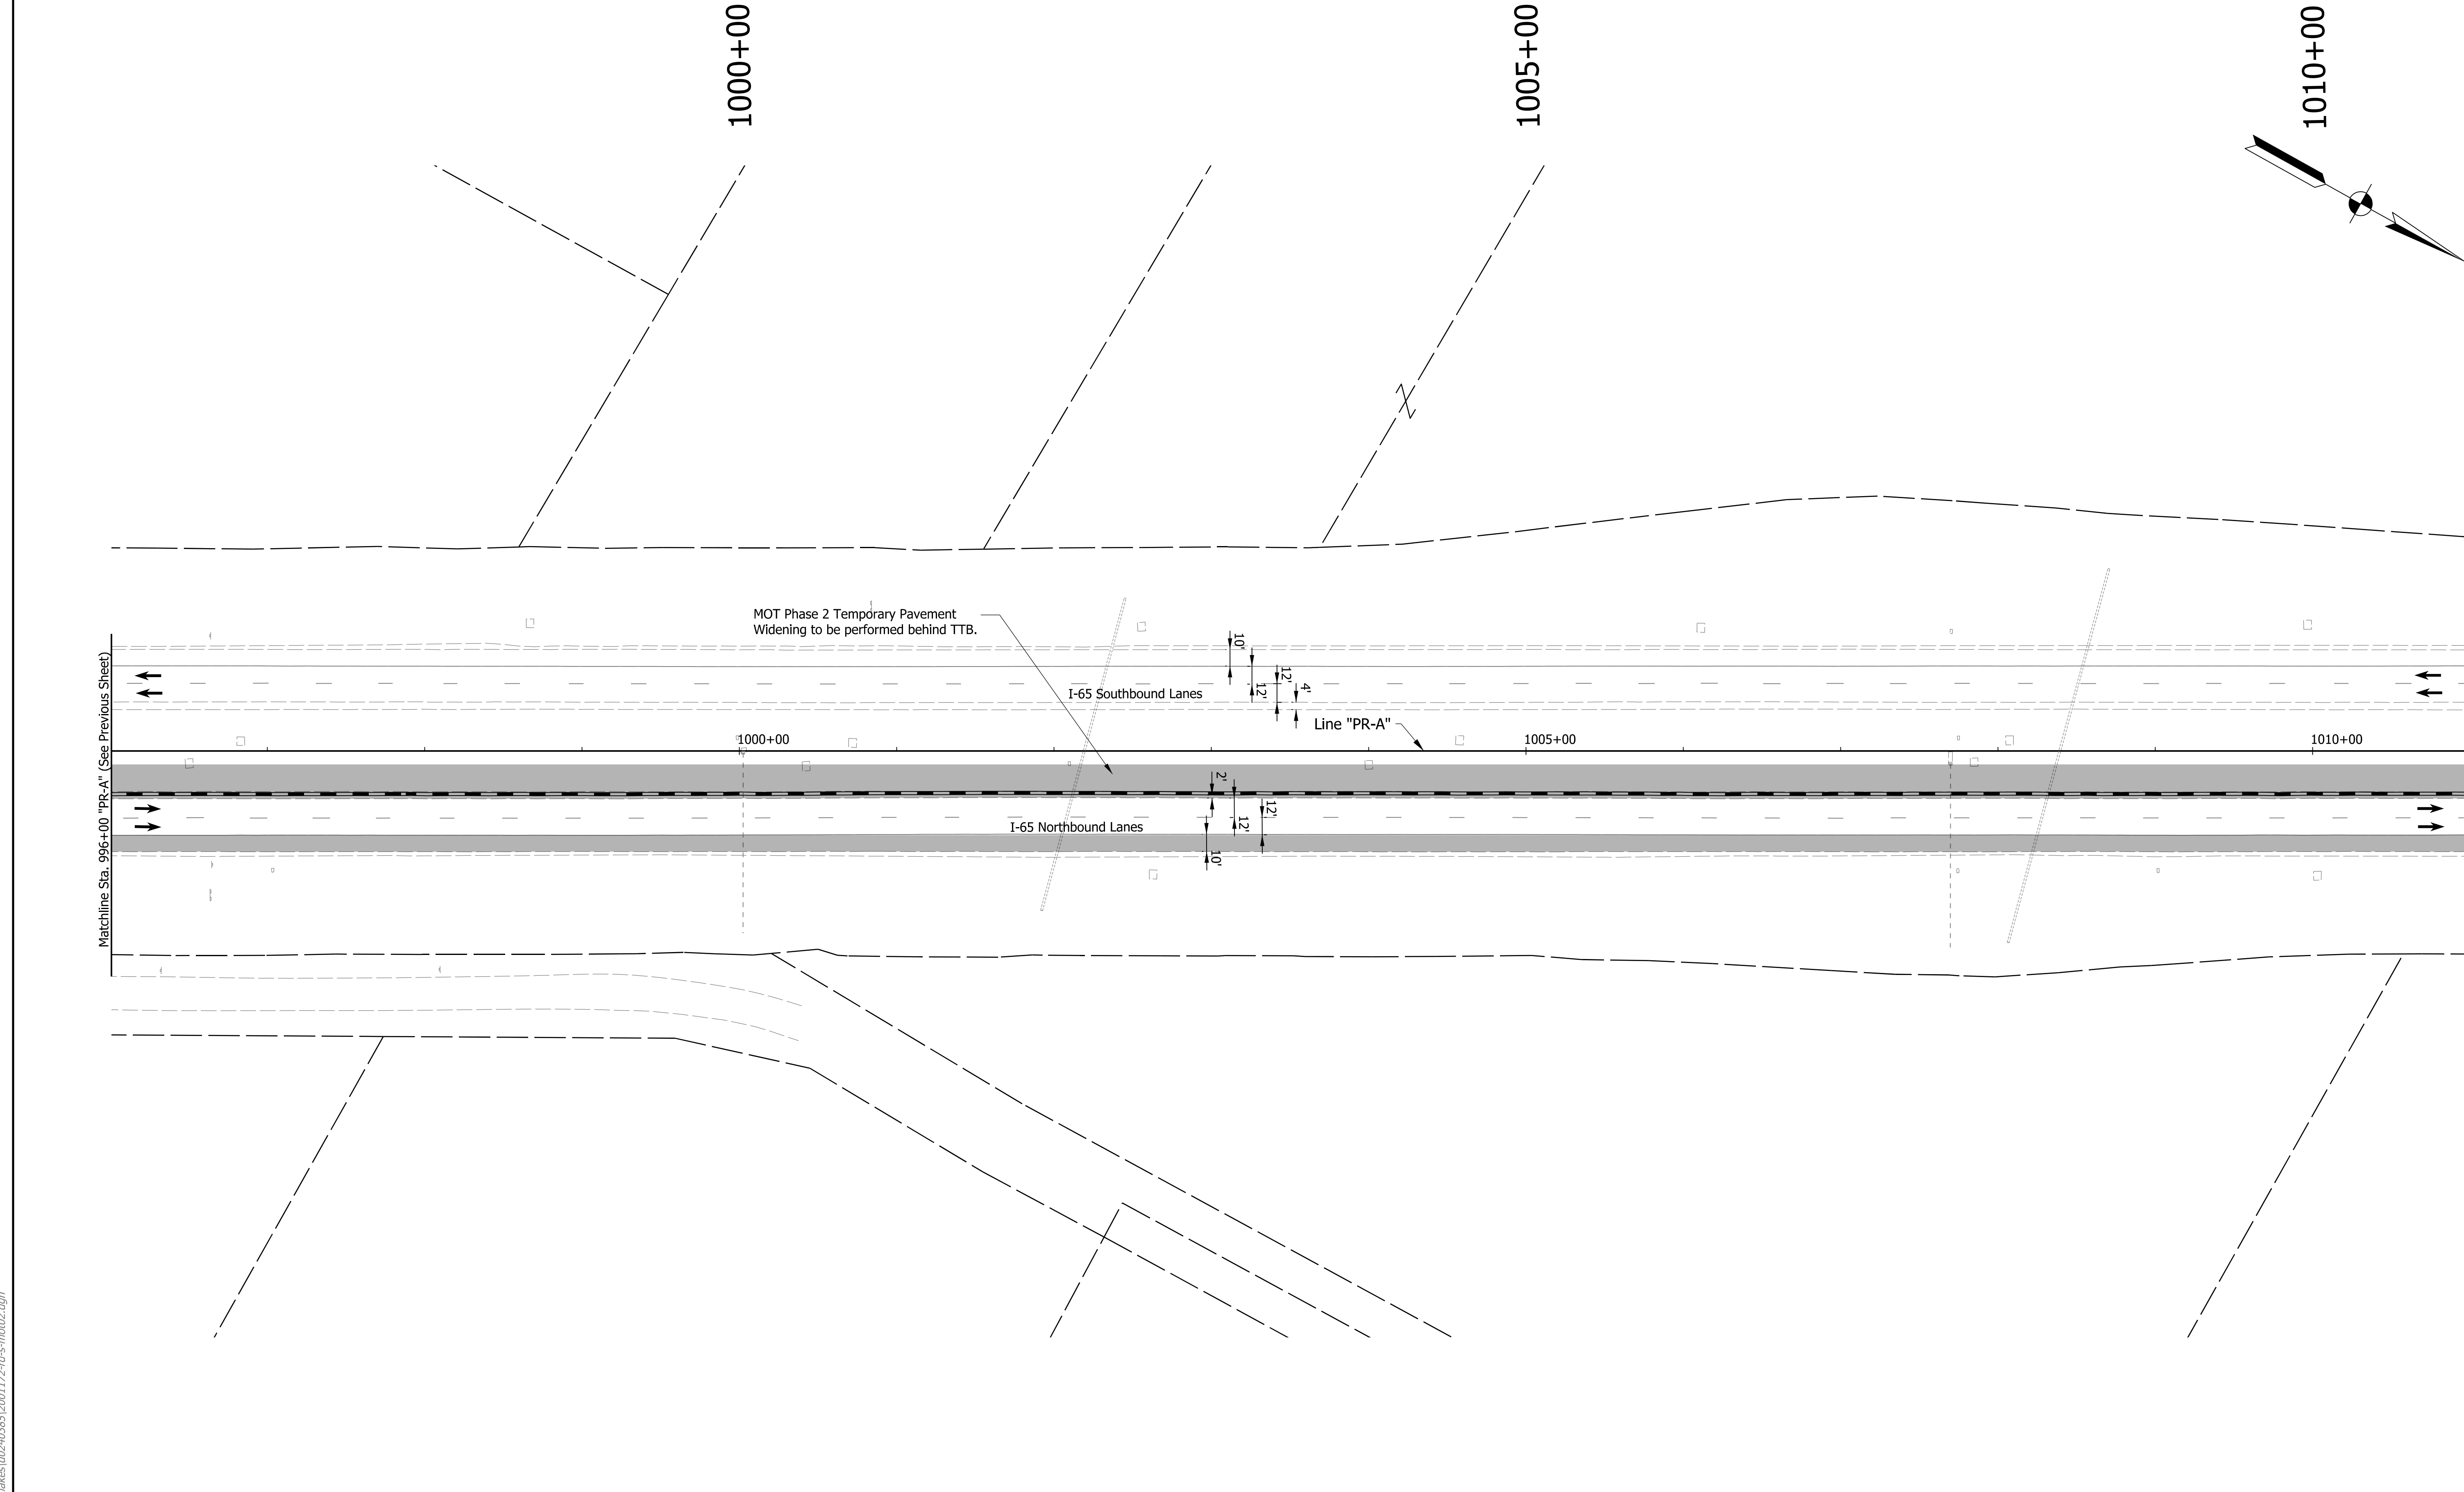 1000+00
1005+00
1010+00
MOT Phase 2 Temporary Pavement
Widening to be performed behind TTB.
10'
12'
12'
4'
I-65 Southbound Lanes
Line "PR-A"
1000+00
1005+00
1010+00
2'
12'
12'
I-65 Northbound Lanes
10'
Matchline Sta. 996+00 "PR-A" (See Previous Sheet)